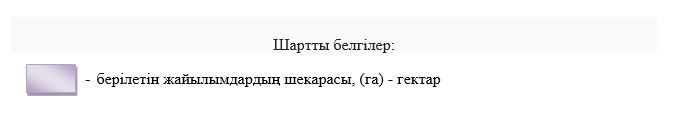 Шартты белгілер:
- берілетін жайылымдардың шекарасы, (га) - гектар